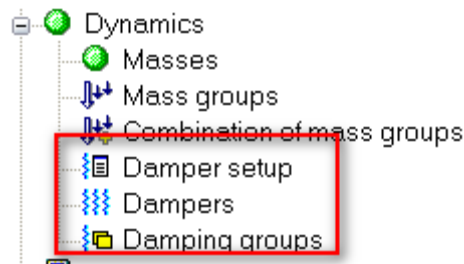 Dynamics
Masses
Mass groups
Combination of mass groups
Damper setup
Dampers
Damping groups